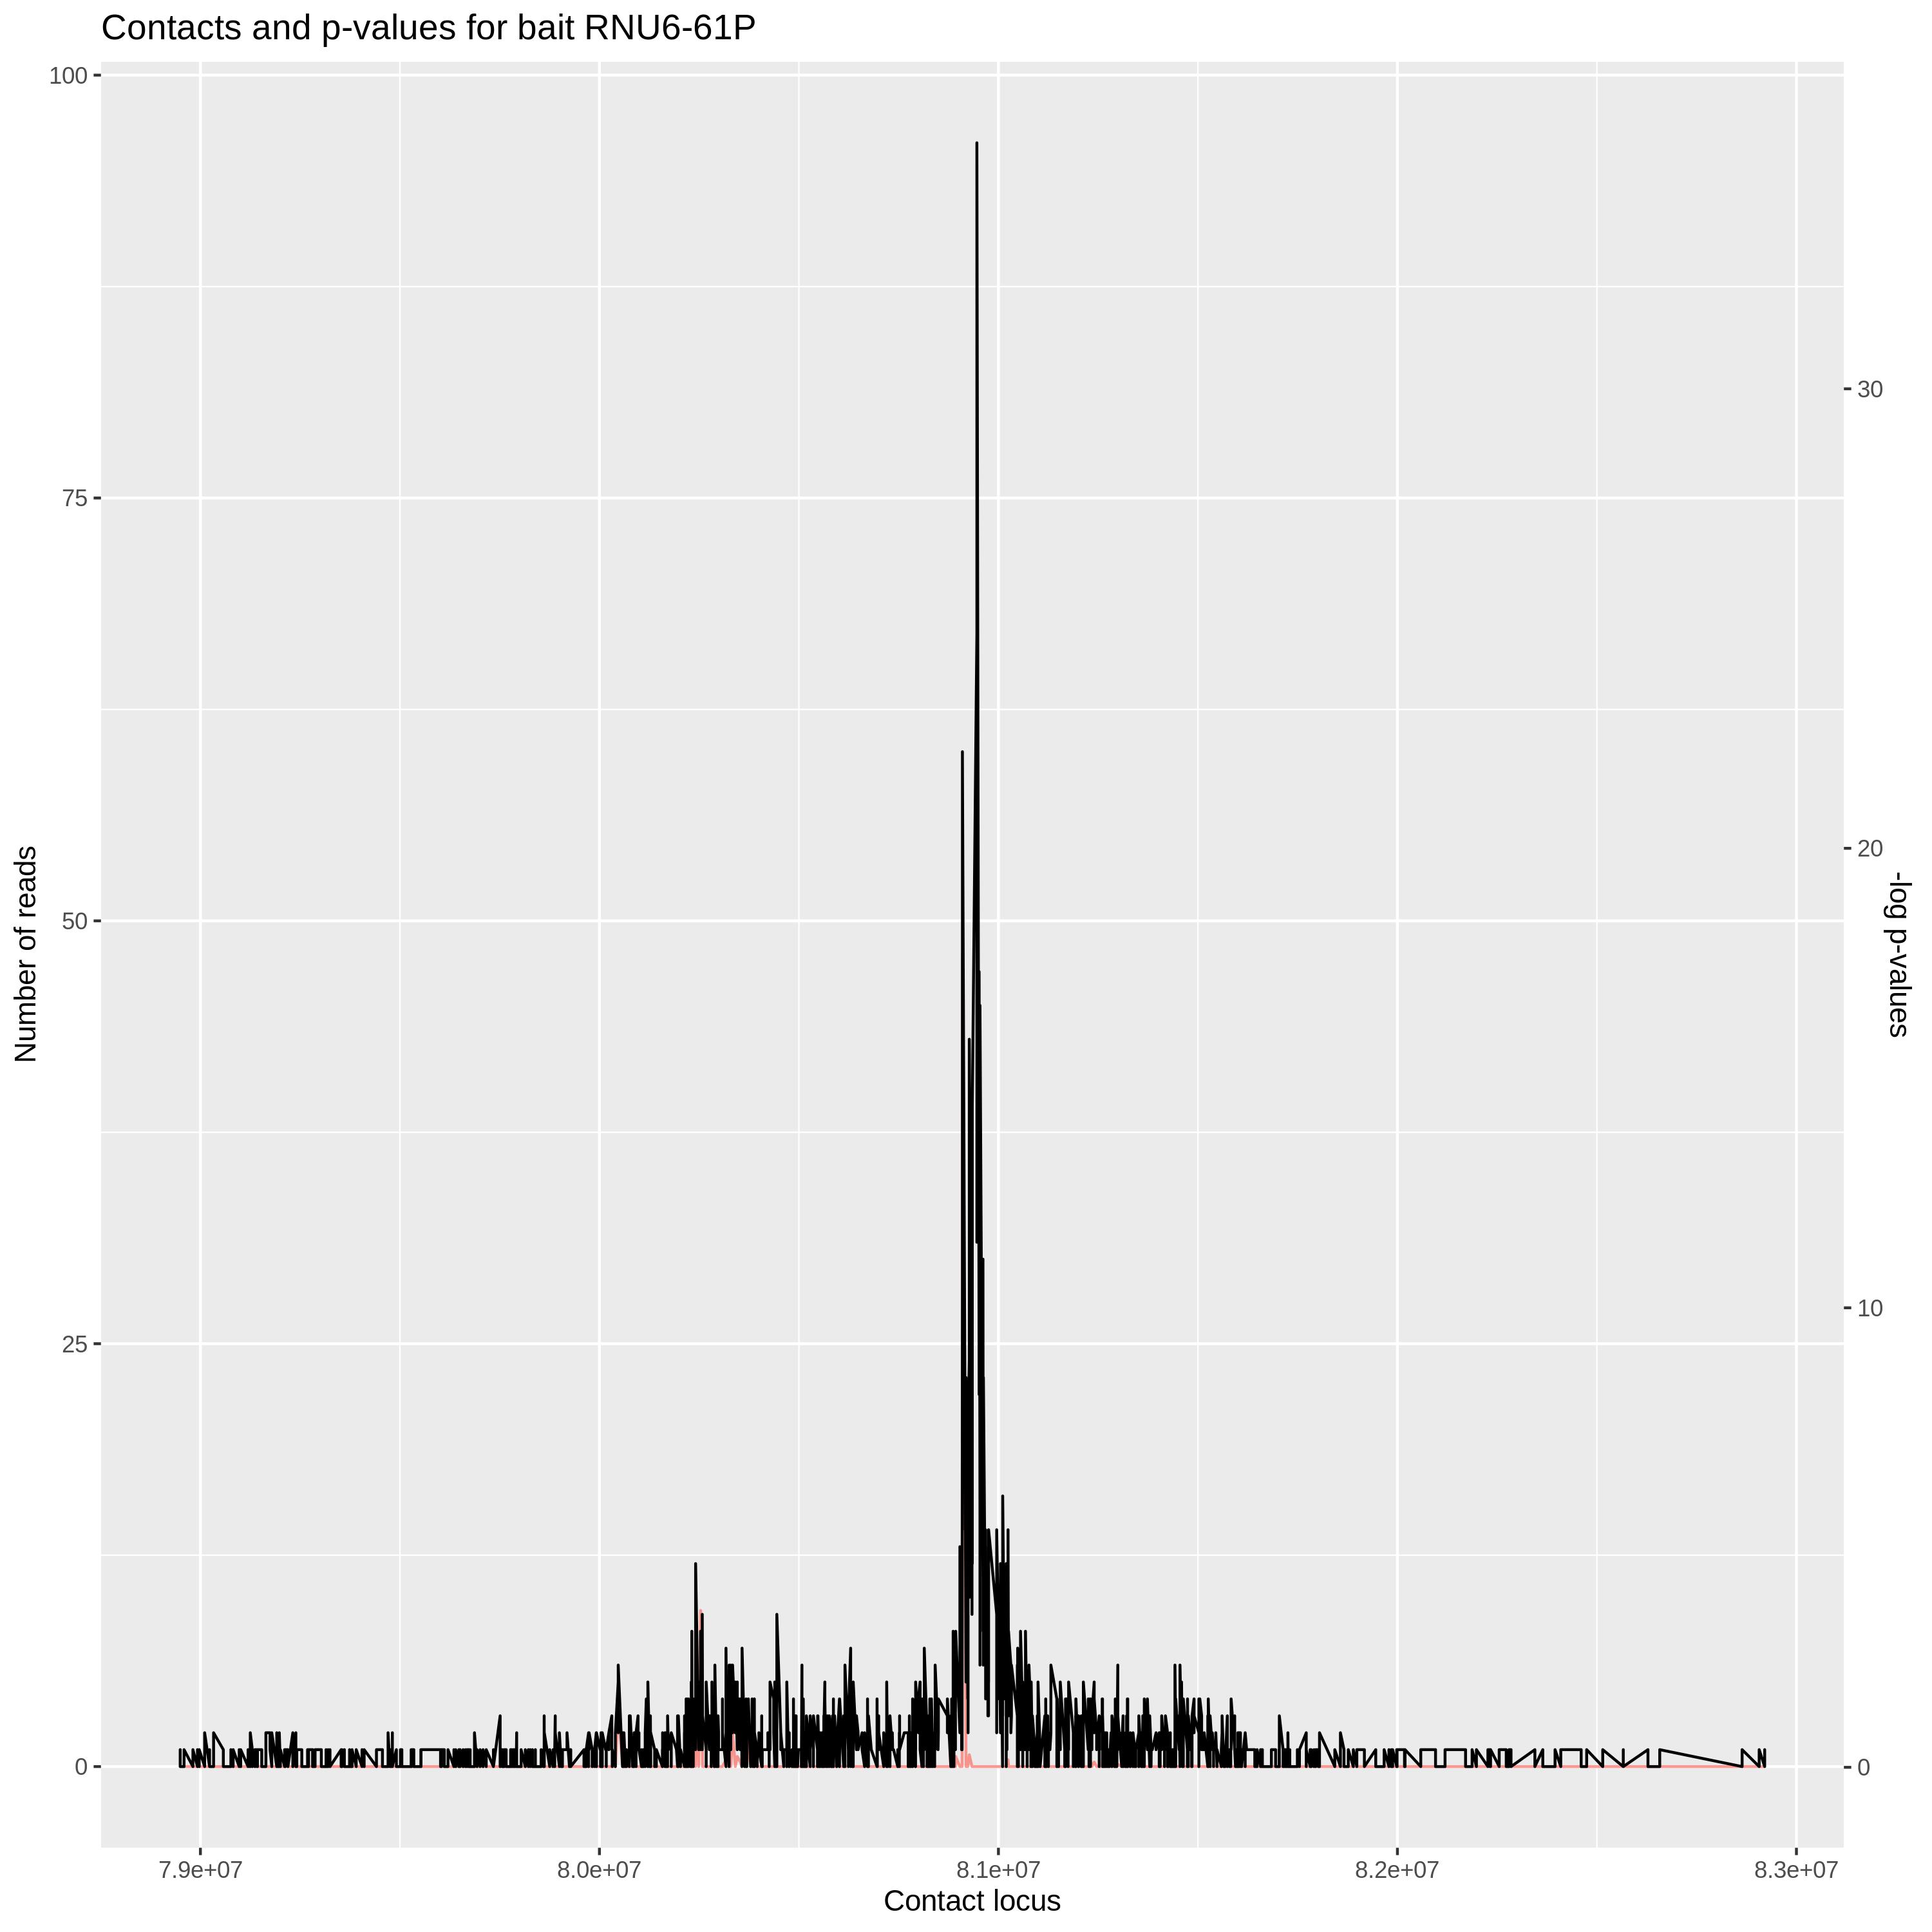 Contacts and p-values for bait RNU6-61P
100
75
50
25
0
Number of reads
30
20
10
0
-log p-values
7.9e+07
8.0e+07
8.1e+07
8.2e+07
8.3e+07
Contact locus